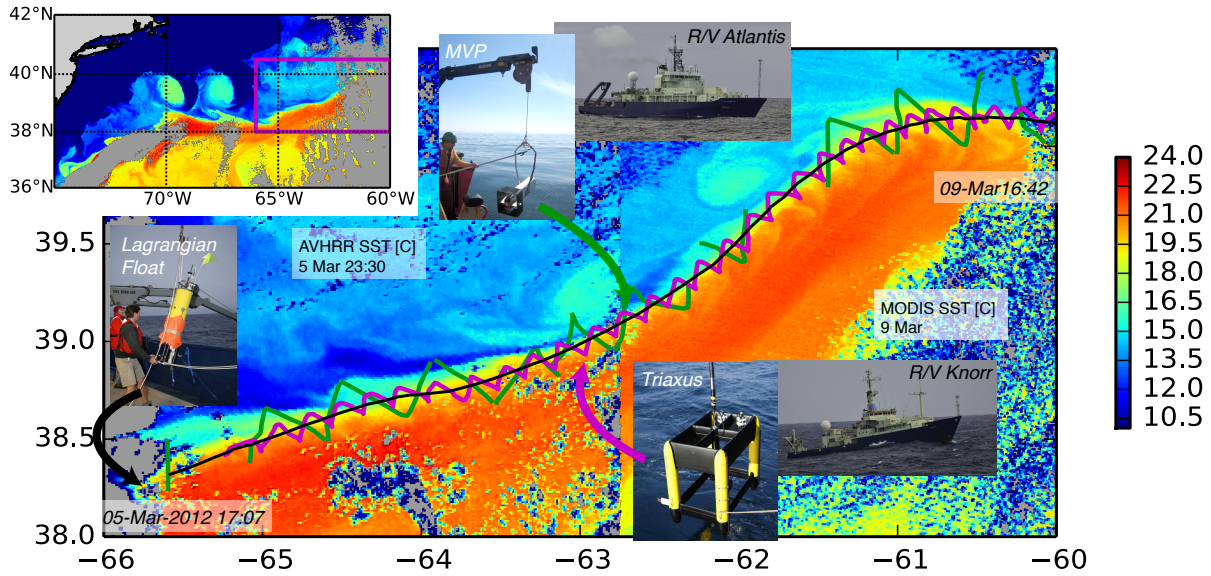 42°N
40°N
38°N
36°N
70°W
65°W
60°W
MVP
R/V Atlantis
09-Mar16:42
24.0
22.5
21.0
19.5
18.0
16.5
15.0
13.5
12.0
10.5
Lagrangian
Float
AVHRR SST [C]
5 Mar 23:30
MODIS SST [C]
9 Mar
Triaxus
R/V Knorr
05-Mar-2012 17:07
39.5
39.0
38.5
38.0
−66
−65
−64
−63
−62
−61
−60